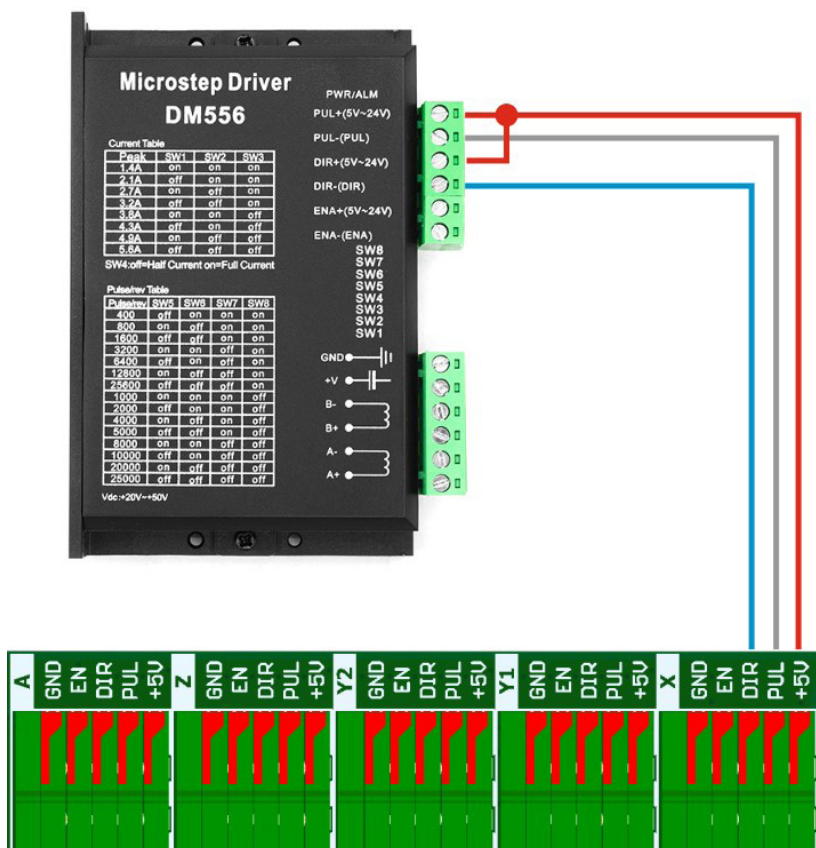 Microstep Driver
DM556
PWR/ALM
PUL+(5V~24V)
PUL-(PUL)
DIR+(5V~24V)
DIR-(DIR)
ENA+(5V~24V)
ENA-(ENA)
SW8
SW7
SW6
SW5
SW4
SW3
SW2
SW1
GND
+V
B-
B+
A-
A+
Current Table
Peak SW1 SW2 SW3
1.4A on on on
2.1A off on on
2.7A on off on
3.2A off off on
3.8A on on off
4.3A off on off
4.9A on off off
5.6A off off off
SW4:off=Half Current on=Full Current
Pulse/rev Table
Pulse/rev SW5 SW6 SW7 SW8
400 off on on on
800 on off on on
1600 off off on on
3200 on on off on
6400 off on off on
12800 on off off on
25600 off off off on
1000 on on on off
2000 off on on off
4000 on off on off
5000 off off on off
8000 on on off off
10000 off on off off
20000 on off off off
25000 off off off off
Vdc:+20V~+50V
A GND EN DIR PUL +5V Z GND EN DIR PUL +5V Y2 GND EN DIR PUL +5V Y1 GND EN DIR PUL +5V X GND EN DIR PUL +5V